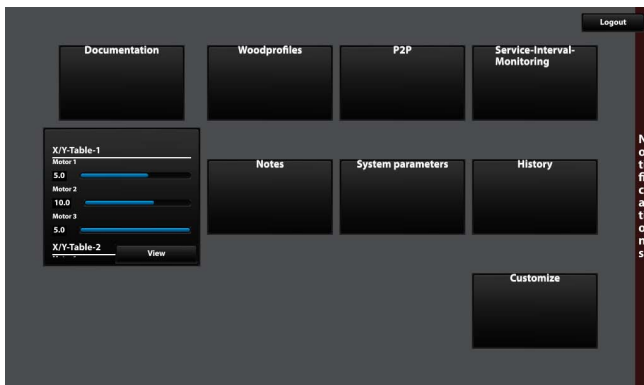 Logout
Documentation
Woodprofiles
P2P
Service-Interval-
Monitoring
X/Y-Table-1
Motor 1
5.0
Motor 2
10.0
Motor 3
5.0
X/Y-Table-2
View
Notes
System parameters
History
Customize